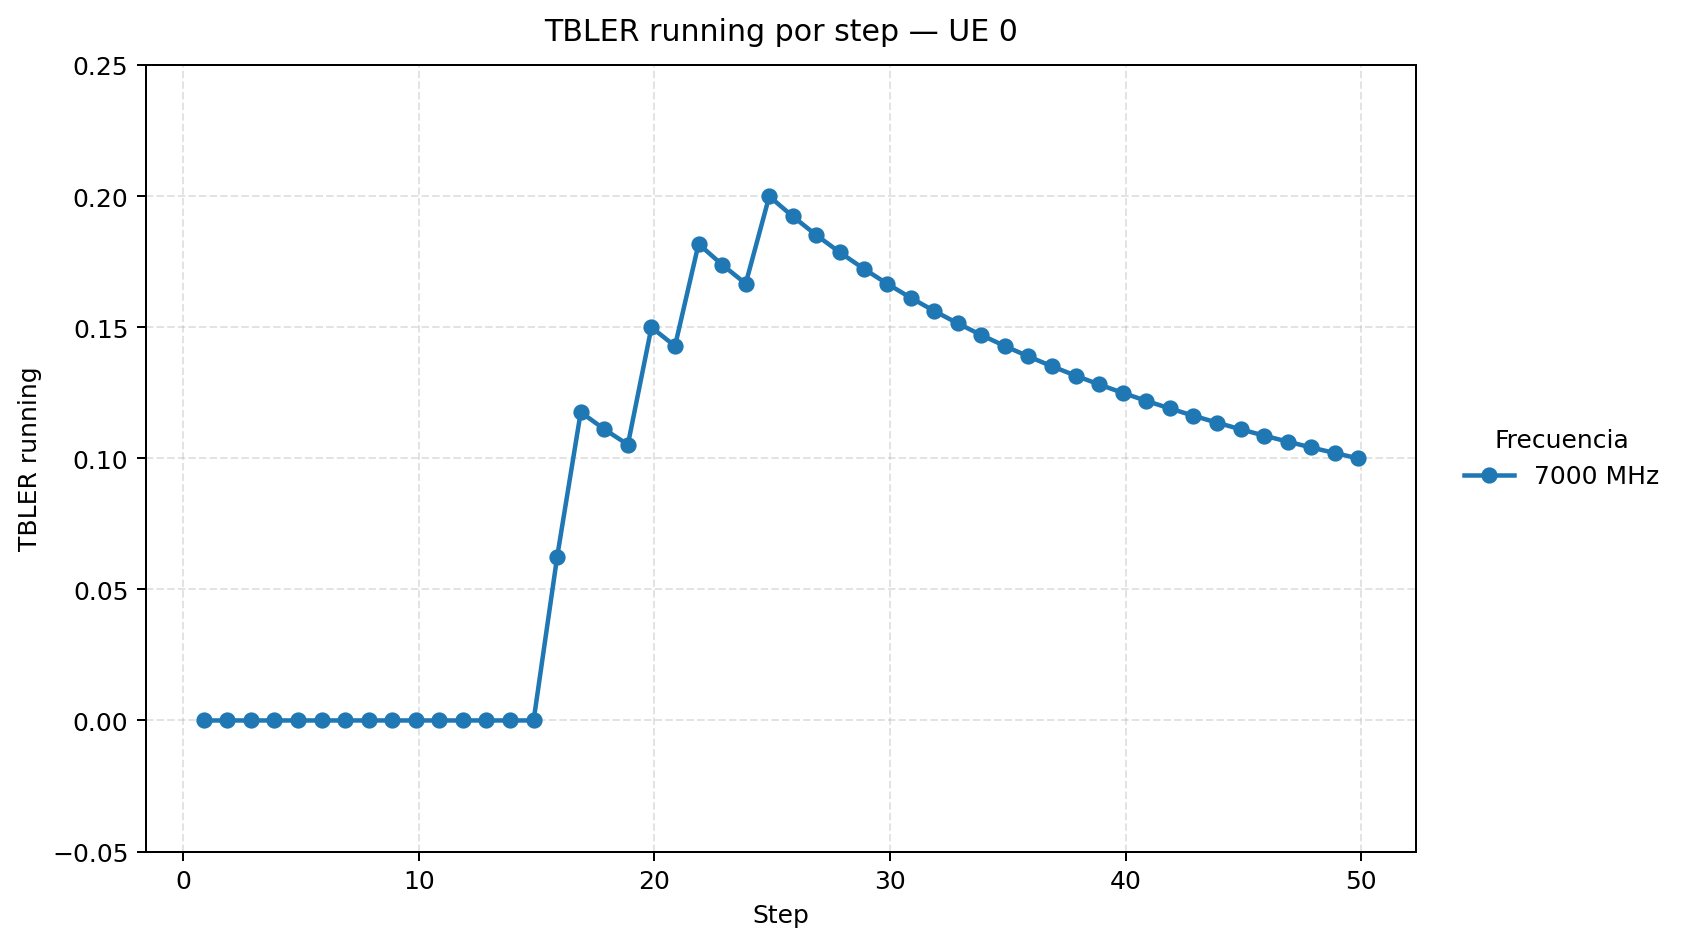 TBLER running por step — UE 0
TBLER running
0.25
0.20
0.15
0.10
0.05
0.00
−0.05
0
10
20
30
40
50
Step
Frecuencia
7000 MHz